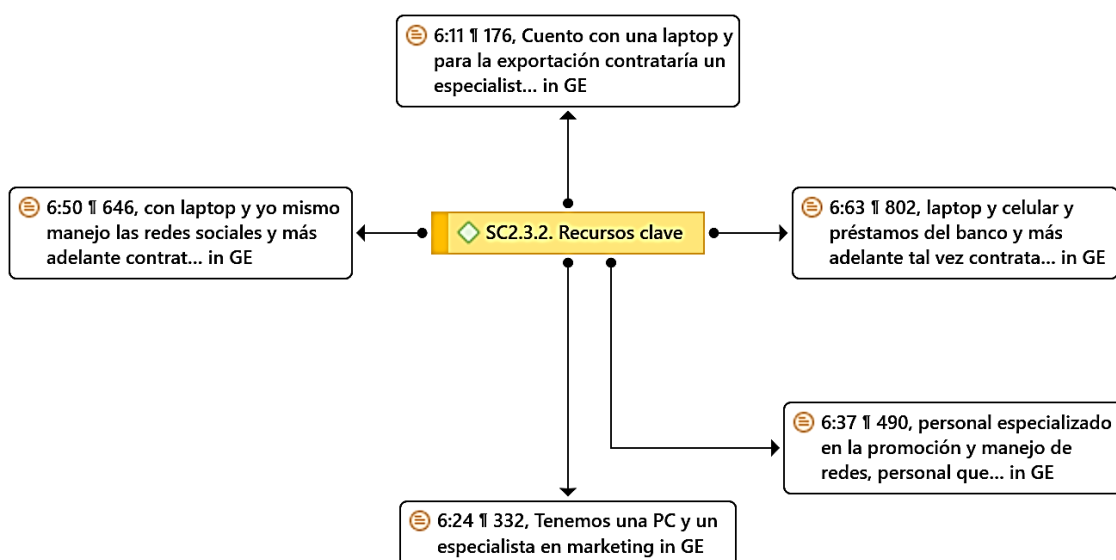 6:11 ¶ 176, Cuento con una laptop y
para la exportación contrataría un
especialist... in GE
6:50 ¶ 646, con laptop y yo mismo
manejo las redes sociales y más
adelante contrat... in GE
SC2.3.2. Recursos clave
6:63 ¶ 802, laptop y celular y
préstamos del banco y más
adelante tal vez contrata... in GE
6:37 ¶ 490, personal especializado
en la promoción y manejo de
redes, personal que... in GE
6:24 ¶ 332, Tenemos una PC y un
especialista en marketing in GE